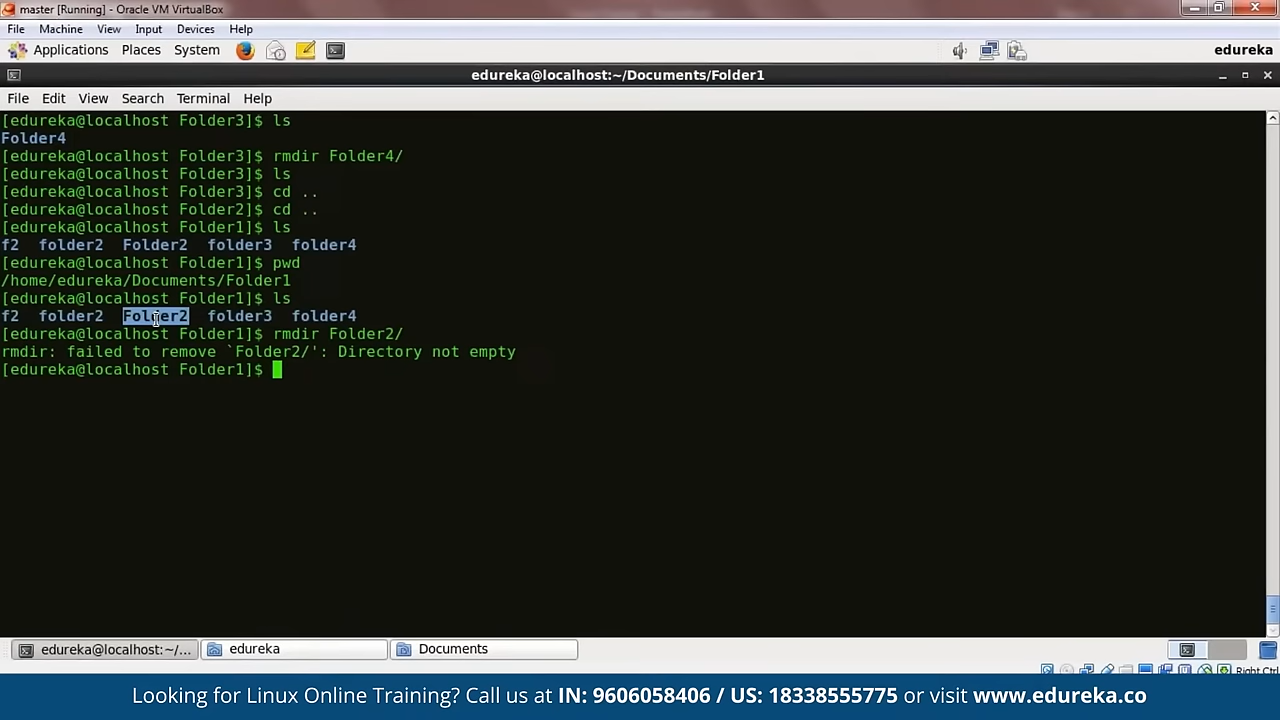 master [Running] - Oracle VM VirtualBox
File Machine View Input Devices Help
Applications Places System edureka
edureka@localhost:~/Documents/Folder1
File Edit View Search Terminal Help
[edureka@localhost Folder3]$ ls
Folder4
[edureka@localhost Folder3]$ rmdir Folder4/
[edureka@localhost Folder3]$ ls
[edureka@localhost Folder3]$ cd ..
[edureka@localhost Folder2]$ cd ..
[edureka@localhost Folder1]$ ls
f2 folder2 Folder2 folder3 folder4
[edureka@localhost Folder1]$ pwd
/home/edureka/Documents/Folder1
[edureka@localhost Folder1]$ ls
f2 folder2 Folder2 folder3 folder4
[edureka@localhost Folder1]$ rmdir Folder2/
rmdir: failed to remove `Folder2/': Directory not empty
[edureka@localhost Folder1]$
edureka@localhost:~/... edureka Documents
Right Ctrl
Looking for Linux Online Training? Call us at IN: 9606058406 / US: 18338555775 or visit www.edureka.co